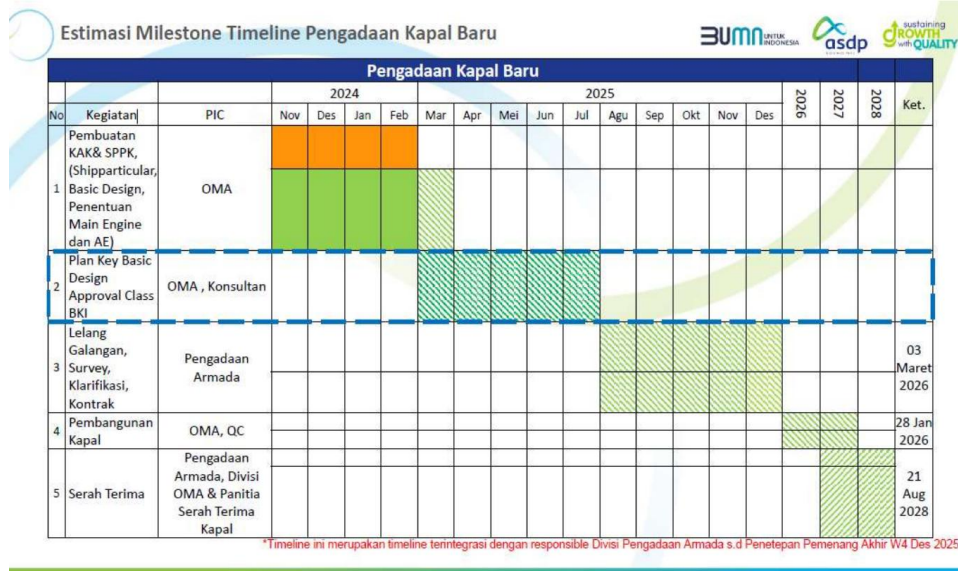 Estimasi Milestone Timeline Pengadaan Kapal Baru
BUMN UNTUK INDONESIA
asdp
sustaining
GROWTH
with QUALITY
Pengadaan Kapal Baru
No Kegiatan PIC 2024 2025 2026 2027 2028 Ket.
Nov Des Jan Feb Mar Apr Mei Jun Jul Agu Sep Okt Nov Des
1
Pembuatan
KAK& SPPK,
(Shipparticular,
Basic Design,
Penentuan
Main Engine
dan AE)
OMA
2
Plan Key Basic
Design
Approval Class
BKI
OMA , Konsultan
3
Lelang
Galangan,
Survey,
Klarifikasi,
Kontrak
Pengadaan
Armada
03
Maret
2026
4
Pembangunan
Kapal
OMA, QC
28 Jan
2026
5
Serah Terima
Pengadaan
Armada, Divisi
OMA & Panitia
Serah Terima
Kapal
21
Aug
2028
*Timeline ini merupakan timeline terintegrasi dengan responsible Divisi Pengadaan Armada s.d Penetepan Pemenang Akhir W4 Des 2025